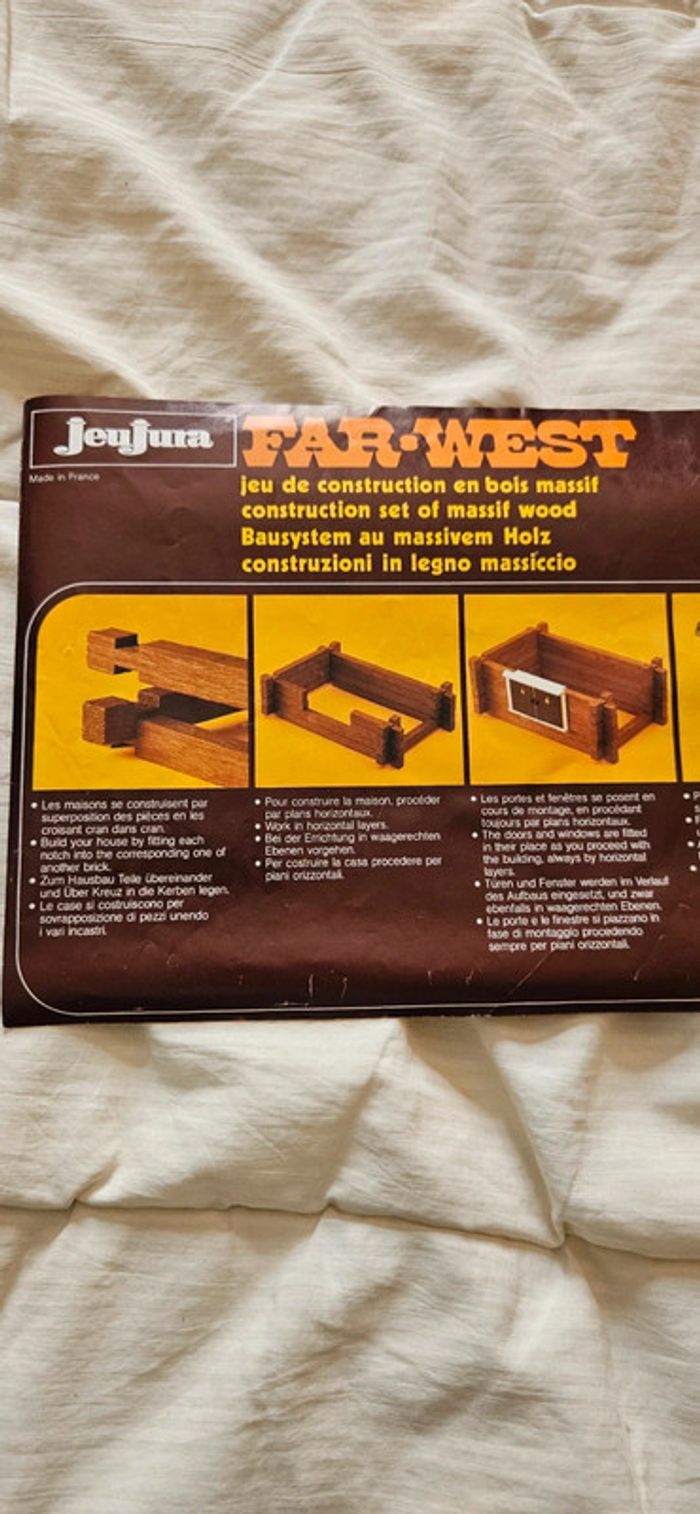 jeujura
FAR-WEST
Made in France
jeu de construction en bois massif
construction set of massif wood
Bausystem au massivem Holz
construzioni in legno massiccio
• Les maisons se construisent par
superposition des pièces en les
croisant cran dans cran.
• Build your house by fitting each
notch into the corresponding one of
another brick.
• Zum Hausbau Teile übereinander
und Über Kreuz in die Kerben legen.
• Le case si costruiscono per
sovrapposizione di pezzi unendo
i vari incastri.
• Pour construire la maison, procéder
par plans horizontaux.
• Work in horizontal layers.
• Bei der Errichtung in waagerechten
Ebenen vorgehen.
• Per costruire la casa procedere per
piani orizzontali.
• Les portes et fenêtres se posent en
cours de montage, en procédant
toujours par plans horizontaux.
• The doors and windows are fitted
in their place as you proceed with
the building, always by horizontal
layers.
• Türen und Fenster werden im Verlauf
des Aufbaus eingesetzt, und zwar
ebenfalls in waagerechten Ebenen.
• Le porte e le finestre si piazzano in
fase di montaggio procedendo
sempre per piani orizzontali.